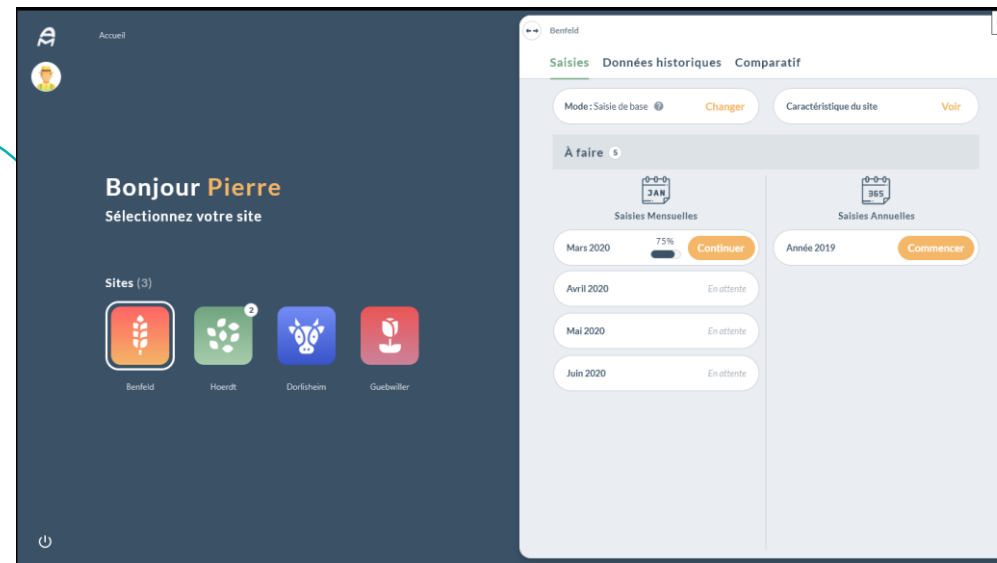 Accueil
Bonjour Pierre
Sélectionnez votre site
Sites (3)
2
Benfeld
Hoerdt
Dorlisheim
Guebwiller
Benfeld
Saisies Données historiques Comparatif
Mode : Saisie de base ? Changer
Caractéristique du site Voir
À faire 5
JAN
Saisies Mensuelles
365
Saisies Annuelles
Mars 2020 75% Continuer
Année 2019 Commencer
Avril 2020 En attente
Mai 2020 En attente
Juin 2020 En attente